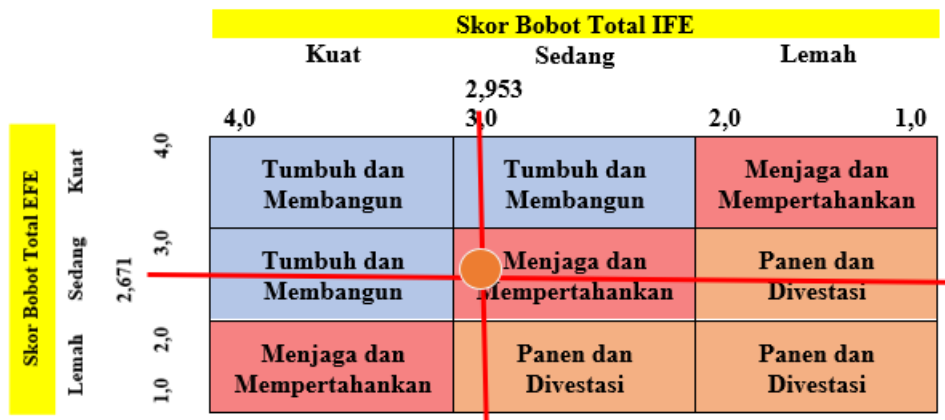 Skor Bobot Total IFE
Kuat Sedang Lemah
2,953
4,0 3,0 2,0 1,0
Skor Bobot Total EFE
Kuat
Sedang
Lemah
2,671
4,0
3,0
2,0
1,0
Tumbuh dan
Membangun
Tumbuh dan
Membangun
Menjaga dan
Mempertahankan
Tumbuh dan
Membangun
Menjaga dan
Mempertahankan
Panen dan
Divestasi
Menjaga dan
Mempertahankan
Panen dan
Divestasi
Panen dan
Divestasi